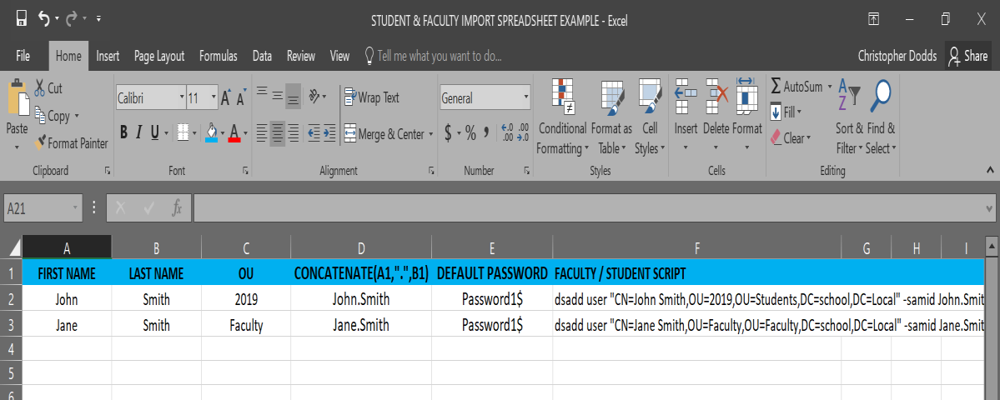 STUDENT & FACULTY IMPORT SPREADSHEET EXAMPLE - Excel
File Home Insert Page Layout Formulas Data Review View Tell me what you want to do... Christopher Dodds Share
Cut
Copy
Format Painter
Paste
Clipboard
Calibri 11 A A
B I U A
Font
Wrap Text
Merge & Center
Alignment
General
$ % , .0 .00 .00 .0
Number
Conditional Formatting
Format as Table
Cell Styles
Styles
Insert Delete Format
Cells
AutoSum
Fill
Clear
Sort & Filter
Find & Select
Editing
A21 fx
A B C D E F G H I
1 FIRST NAME LAST NAME OU CONCATENATE(A1,".",B1) DEFAULT PASSWORD FACULTY / STUDENT SCRIPT
2 John Smith 2019 John.Smith Password1$ dsadd user "CN=John Smith,OU=2019,OU=Students,DC=school,DC=Local" -samid John.Smit
3 Jane Smith Faculty Jane.Smith Password1$ dsadd user "CN=Jane Smith,OU=Faculty,OU=Faculty,DC=school,DC=Local" -samid Jane.Smit
4
5
6